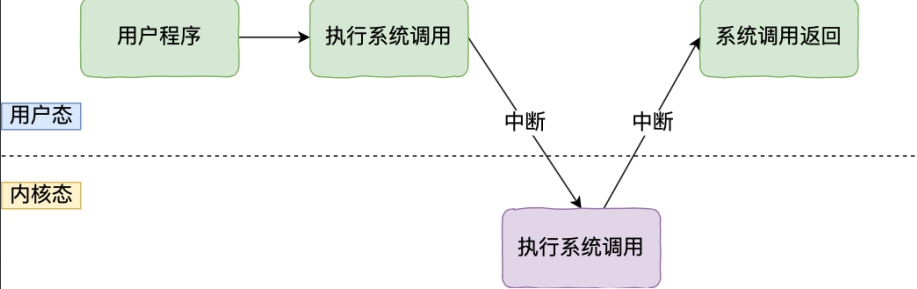 用户程序
执行系统调用
系统调用返回
用户态
中断
中断
内核态
执行系统调用